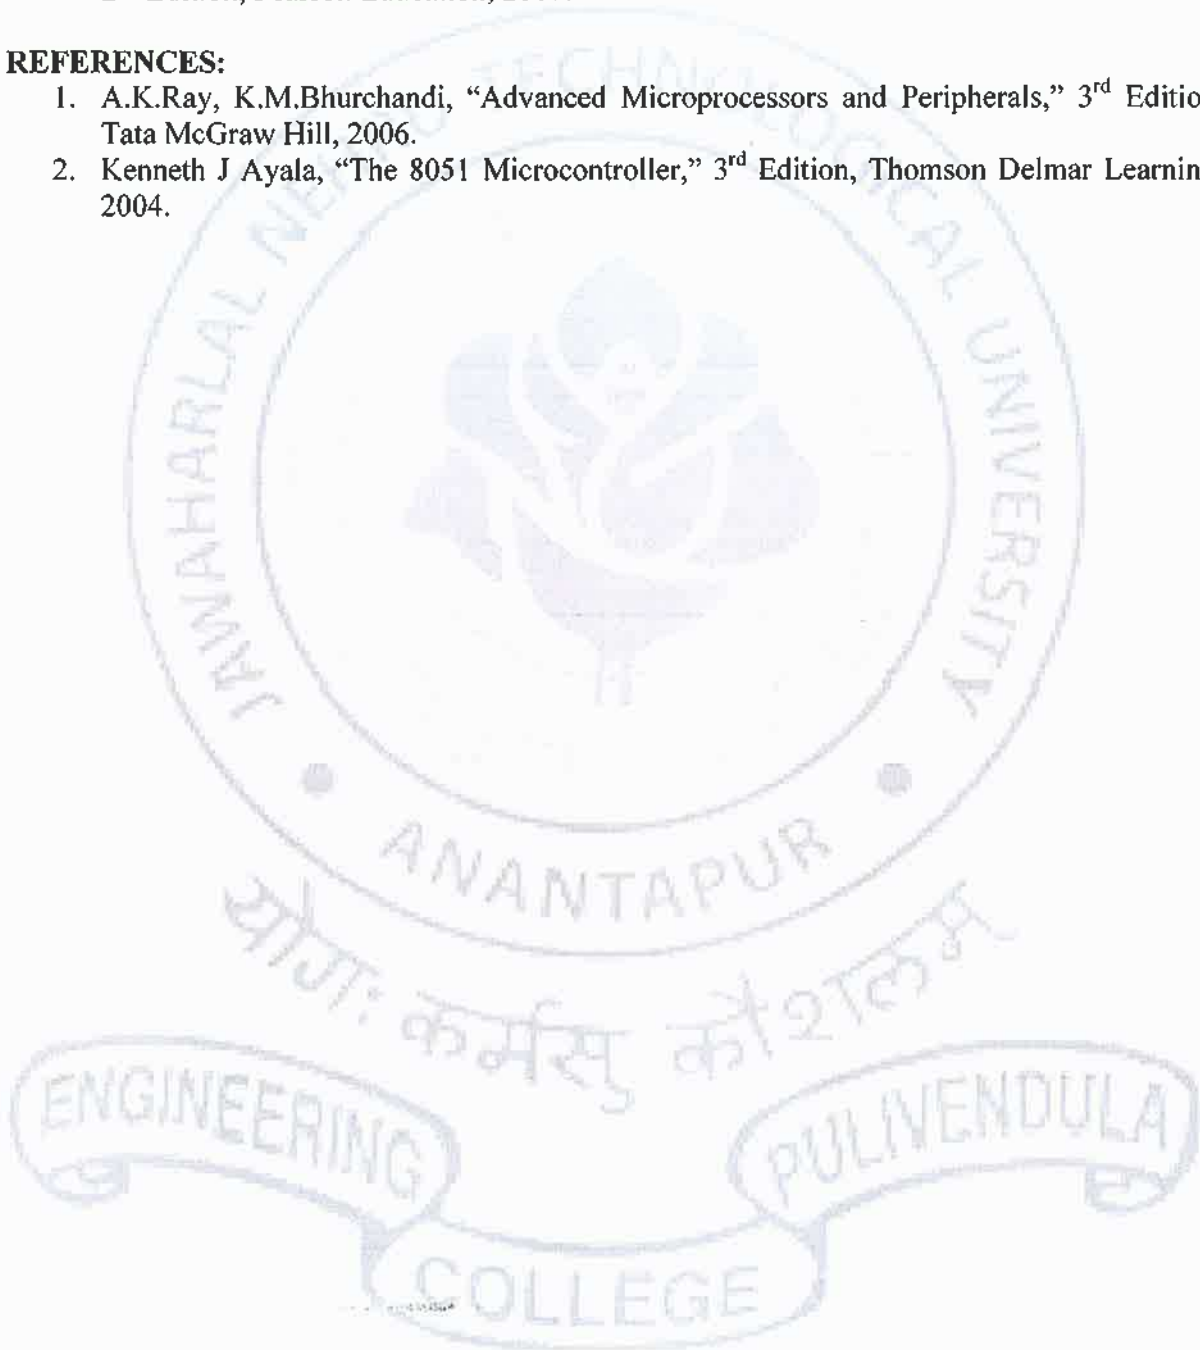 REFERENCES:
1. A.K.Ray, K.M.Bhurchandi, “Advanced Microprocessors and Peripherals,” 3rd Editio
Tata McGraw Hill, 2006.
2. Kenneth J Ayala, “The 8051 Microcontroller,” 3rd Edition, Thomson Delmar Learnin
2004.
JAWAHARLAL NEHRU TECHNOLOGICAL UNIVERSITY
ANANTAPUR
योगः कर्मसु कौशलम्
ENGINEERING
PULIVENDULA
COLLEGE